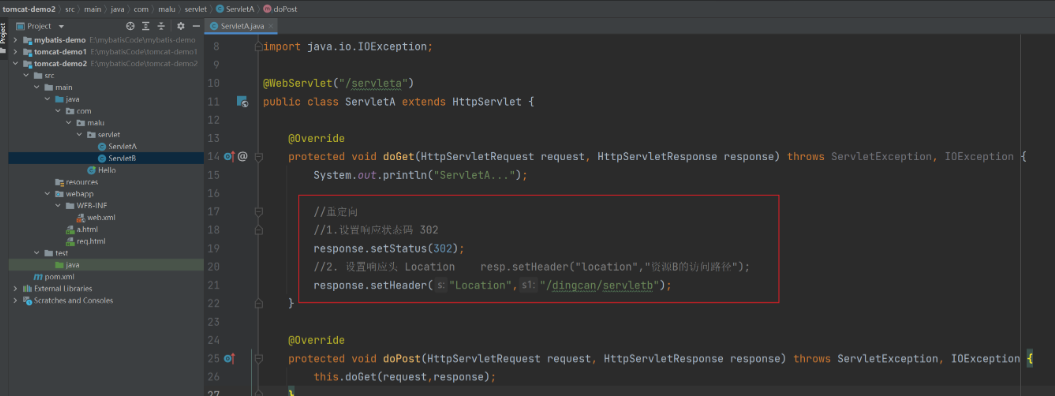 tomcat-demo2 〉 src 〉 main 〉 java 〉 com 〉 malu 〉 servlet 〉 ServletA 〉 doPost
Project
ServletA.java
Project
mybatis-demo E:\mybatisCode\mybatis-demo
tomcat-demo1 E:\mybatisCode\tomcat-demo1
tomcat-demo2 E:\mybatisCode\tomcat-demo2
src
main
java
com
malu
servlet
ServletA
ServletB
Hello
resources
webapp
WEB-INF
web.xml
a.html
req.html
test
java
pom.xml
External Libraries
Scratches and Consoles
8 import java.io.IOException;
9
10 @WebServlet("/servleta")
11 public class ServletA extends HttpServlet {
12
13 @Override
14 @ protected void doGet(HttpServletRequest request, HttpServletResponse response) throws ServletException, IOException {
15 System.out.println("ServletA...");
16
17 //重定向
18 //1.设置响应状态码 302
19 response.setStatus(302);
20 //2. 设置响应头 Location resp.setHeader("location","资源B的访问路径");
21 response.setHeader( s: "Location", s1: "/dingcan/servletb");
22 }
23
24 @Override
25 protected void doPost(HttpServletRequest request, HttpServletResponse response) throws ServletException, IOException {
26 this.doGet(request,response);
27 }